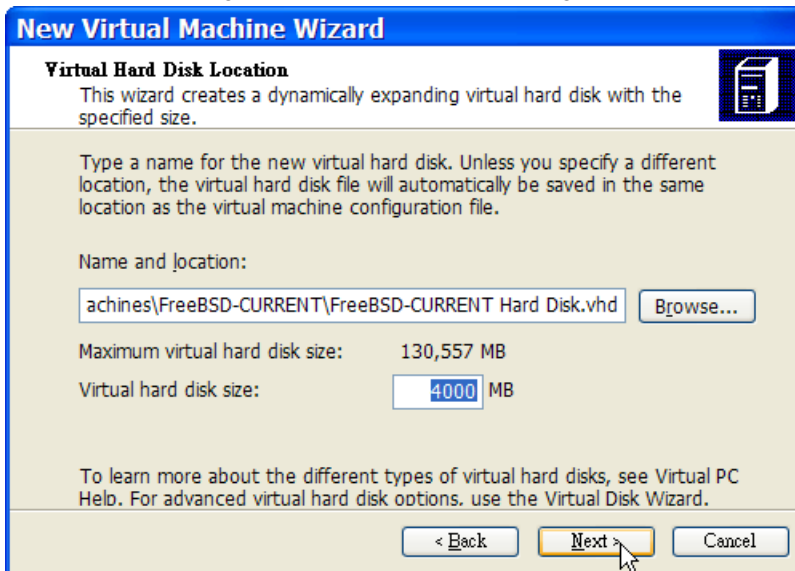 New Virtual Machine Wizard
Virtual Hard Disk Location
This wizard creates a dynamically expanding virtual hard disk with the
specified size.
Type a name for the new virtual hard disk. Unless you specify a different
location, the virtual hard disk file will automatically be saved in the same
location as the virtual machine configuration file.
Name and location:
achines\FreeBSD-CURRENT\FreeBSD-CURRENT Hard Disk.vhd Browse...
Maximum virtual hard disk size: 130,557 MB
Virtual hard disk size: 4000 MB
To learn more about the different types of virtual hard disks, see Virtual PC
Help. For advanced virtual hard disk options, use the Virtual Disk Wizard.
< Back Next > Cancel